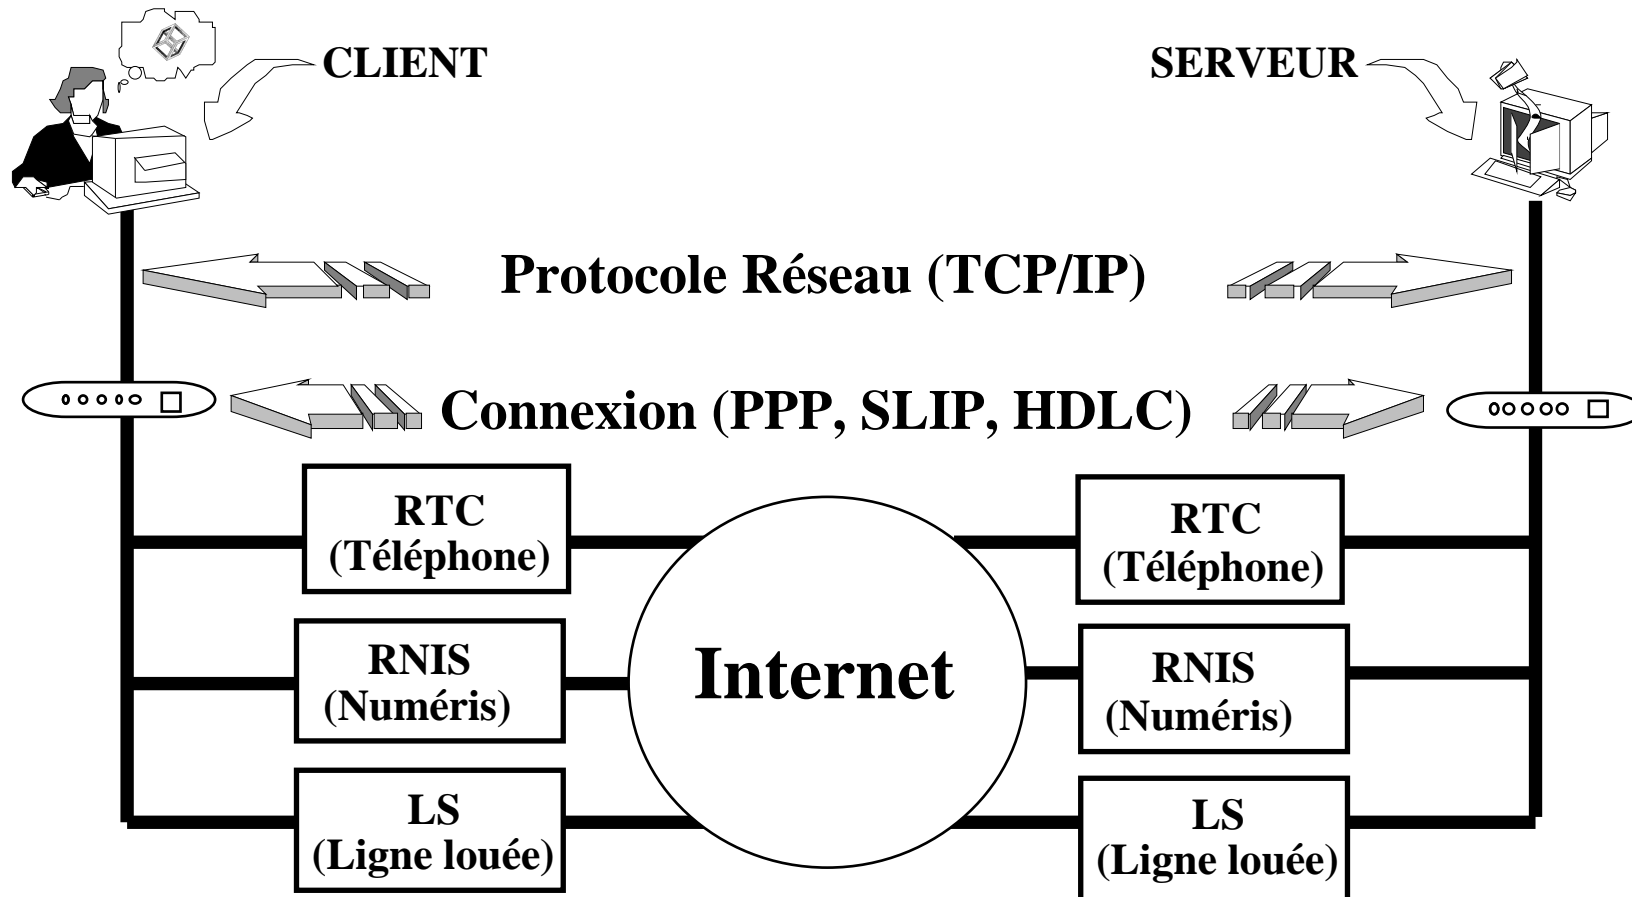 CLIENT
SERVEUR
Protocole Réseau (TCP/IP)
Connexion (PPP, SLIP, HDLC)
RTC
(Téléphone)
RTC
(Téléphone)
RNIS
(Numéris)
Internet
RNIS
(Numéris)
LS
(Ligne louée)
LS
(Ligne louée)